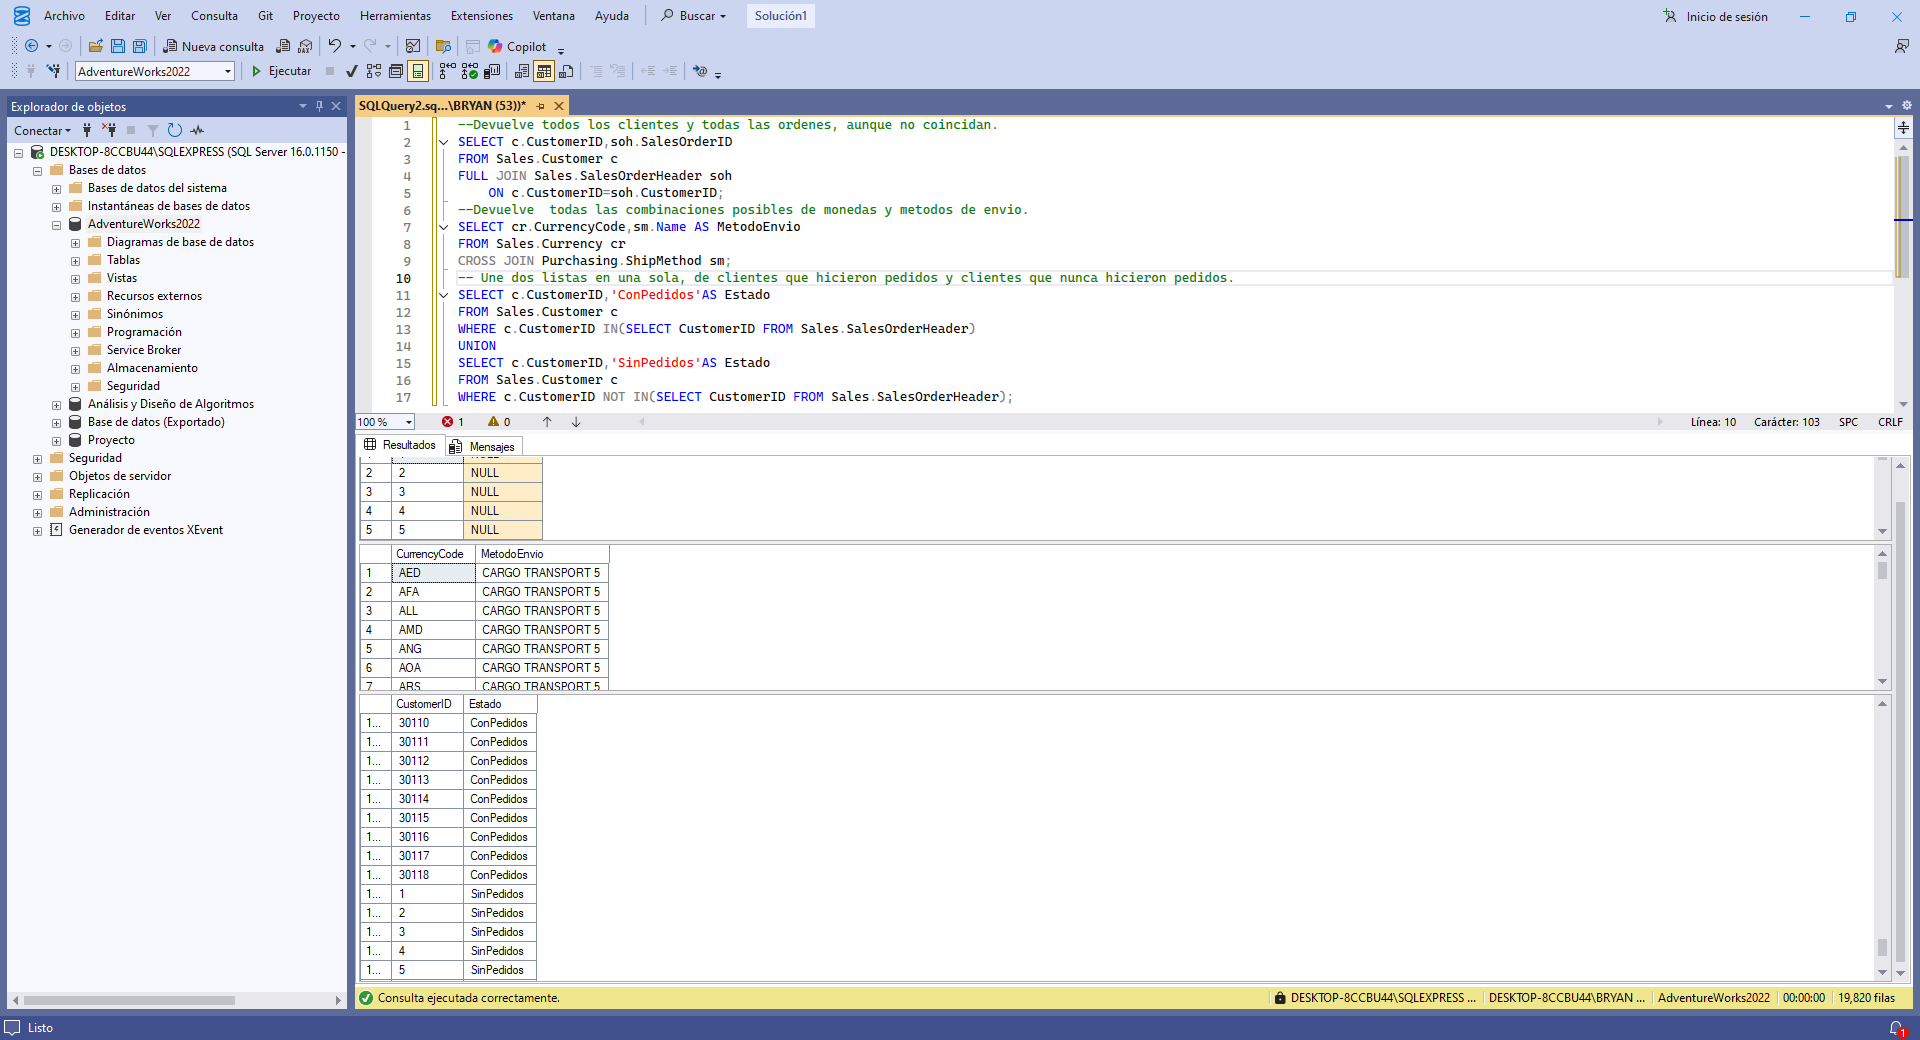 Archivo Editar Ver Consulta Git Proyecto Herramientas Extensiones Ventana Ayuda Buscar Solución1 Inicio de sesión
Nueva consulta Copilot
AdventureWorks2022 Ejecutar
Explorador de objetos
Conectar
DESKTOP-8CCBU44\SQLEXPRESS (SQL Server 16.0.1150 -
Bases de datos
Bases de datos del sistema
Instantáneas de bases de datos
AdventureWorks2022
Diagramas de base de datos
Tablas
Vistas
Recursos externos
Sinónimos
Programación
Service Broker
Almacenamiento
Seguridad
Análisis y Diseño de Algoritmos
Base de datos (Exportado)
Proyecto
Seguridad
Objetos de servidor
Replicación
Administración
Generador de eventos XEvent
SQLQuery2.sq...\BRYAN (53))*
1 --Devuelve todos los clientes y todas las ordenes, aunque no coincidan.
2 SELECT c.CustomerID,soh.SalesOrderID
3 FROM Sales.Customer c
4 FULL JOIN Sales.SalesOrderHeader soh
5 ON c.CustomerID=soh.CustomerID;
6 --Devuelve  todas las combinaciones posibles de monedas y metodos de envio.
7 SELECT cr.CurrencyCode,sm.Name AS MetodoEnvio
8 FROM Sales.Currency cr
9 CROSS JOIN Purchasing.ShipMethod sm;
10 -- Une dos listas en una sola, de clientes que hicieron pedidos y clientes que nunca hicieron pedidos.
11 SELECT c.CustomerID,'ConPedidos'AS Estado
12 FROM Sales.Customer c
13 WHERE c.CustomerID IN(SELECT CustomerID FROM Sales.SalesOrderHeader)
14 UNION
15 SELECT c.CustomerID,'SinPedidos'AS Estado
16 FROM Sales.Customer c
17 WHERE c.CustomerID NOT IN(SELECT CustomerID FROM Sales.SalesOrderHeader);
100 % 1 0 Línea: 10 Carácter: 103 SPC CRLF
Resultados Mensajes
2 2 NULL
3 3 NULL
4 4 NULL
5 5 NULL
CurrencyCode MetodoEnvio
1 AED CARGO TRANSPORT 5
2 AFA CARGO TRANSPORT 5
3 ALL CARGO TRANSPORT 5
4 AMD CARGO TRANSPORT 5
5 ANG CARGO TRANSPORT 5
6 AOA CARGO TRANSPORT 5
7 ARS CARGO TRANSPORT 5
CustomerID Estado
1... 30110 ConPedidos
1... 30111 ConPedidos
1... 30112 ConPedidos
1... 30113 ConPedidos
1... 30114 ConPedidos
1... 30115 ConPedidos
1... 30116 ConPedidos
1... 30117 ConPedidos
1... 30118 ConPedidos
1... 1 SinPedidos
1... 2 SinPedidos
1... 3 SinPedidos
1... 4 SinPedidos
1... 5 SinPedidos
Consulta ejecutada correctamente. DESKTOP-8CCBU44\SQLEXPRESS ... DESKTOP-8CCBU44\BRYAN ... AdventureWorks2022 00:00:00 19,820 filas
Listo 1